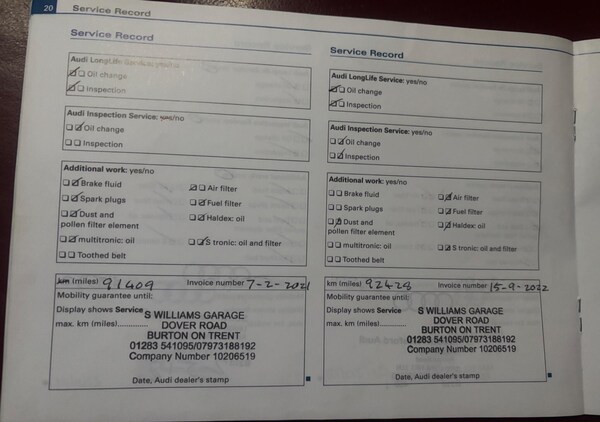 20 Service Record
Service Record
Audi LongLife Service: yes/no
Oil change
Inspection
Audi Inspection Service: yes/no
Oil change
Inspection
Additional work: yes/no
Brake fluid
Air filter
Spark plugs
Fuel filter
Dust and
pollen filter element
Haldex: oil
multitronic: oil
S tronic: oil and filter
Toothed belt
km (miles) 91409 Invoice number 7-2-2021
Mobility guarantee until:
Display shows Service
max. km (miles)..............
S WILLIAMS GARAGE
DOVER ROAD
BURTON ON TRENT
01283 541095/07973188192
Company Number 10206519
Date, Audi dealer's stamp
Service Record
Audi LongLife Service: yes/no
Oil change
Inspection
Audi Inspection Service: yes/no
Oil change
Inspection
Additional work: yes/no
Brake fluid
Air filter
Spark plugs
Fuel filter
Dust and
pollen filter element
Haldex: oil
multitronic: oil
S tronic: oil and filter
Toothed belt
km (miles) 92428 Invoice number 15-9-2022
Mobility guarantee until:
Display shows Service
max. km (miles)..............
S WILLIAMS GARAGE
DOVER ROAD
BURTON ON TRENT
01283 541095/07973188192
Company Number 10206519
Date, Audi dealer's stamp